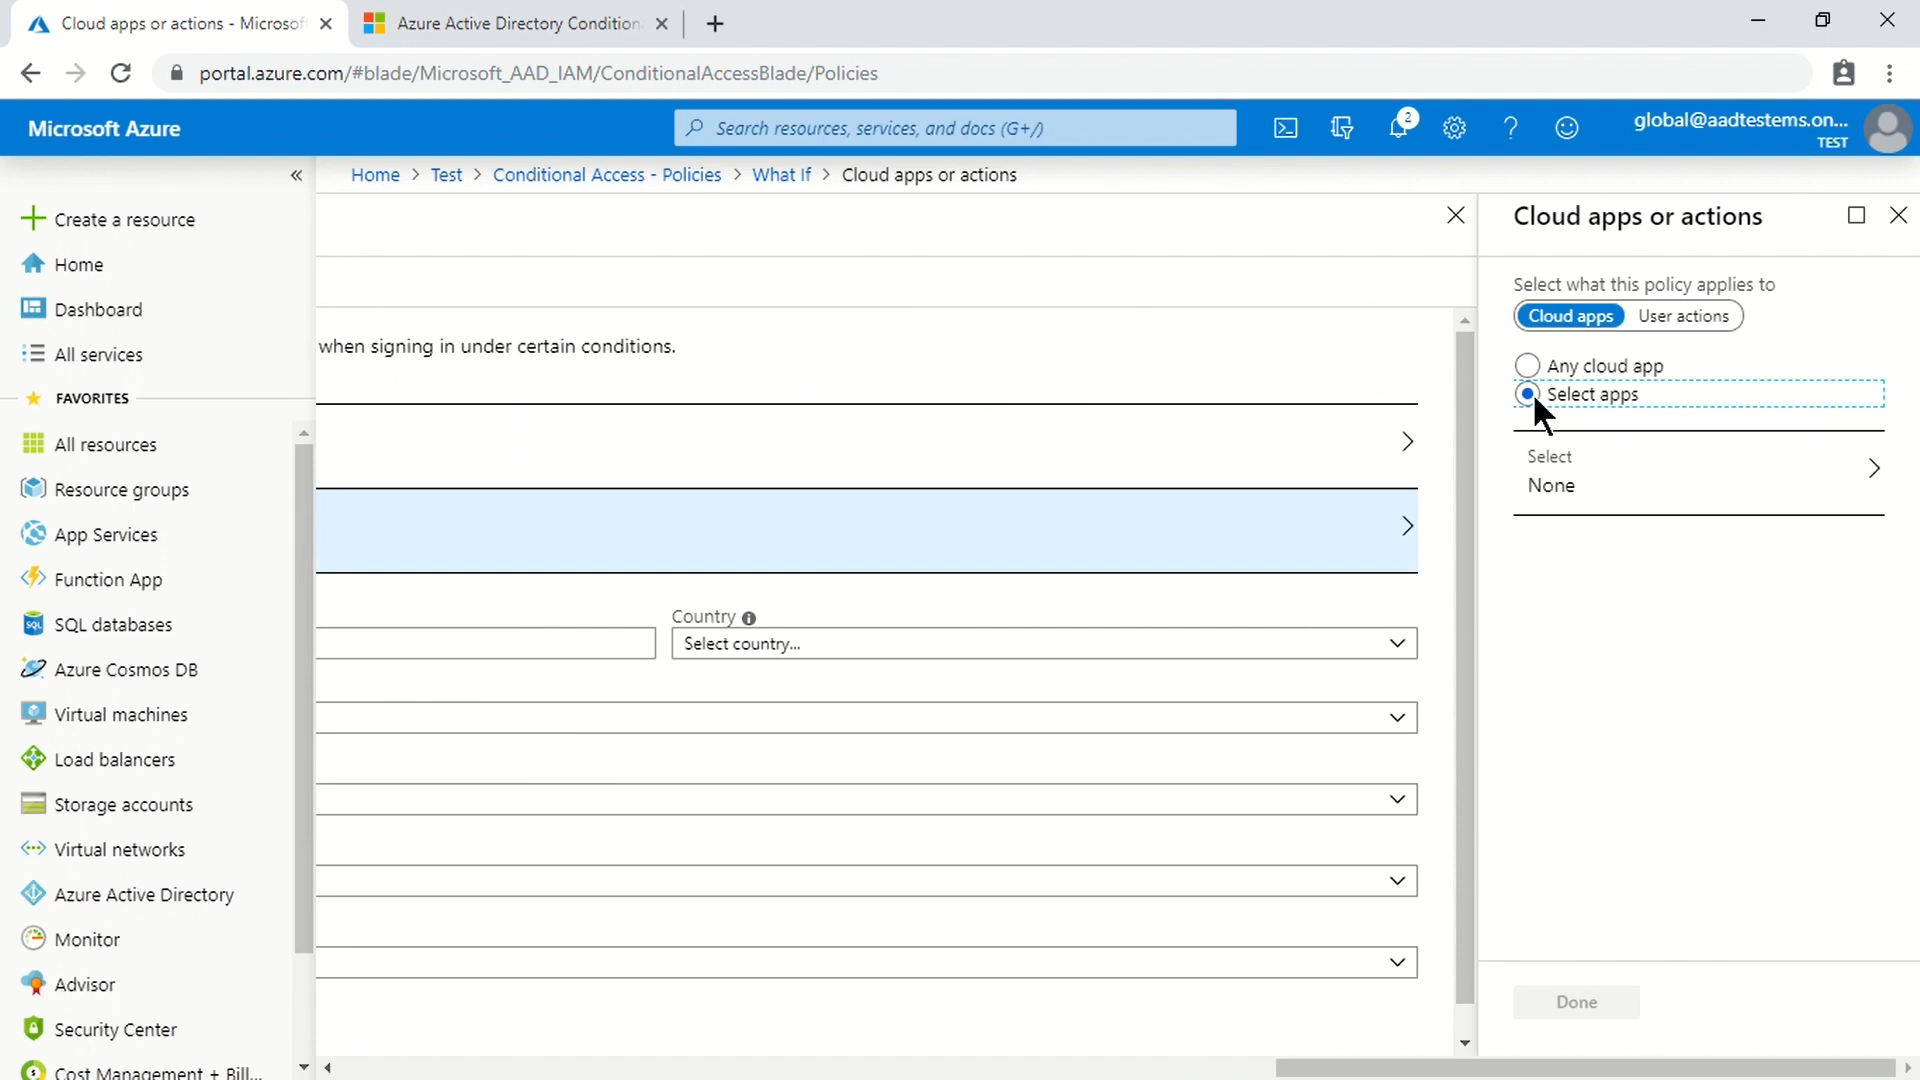 Cloud apps or actions - Microsof
Azure Active Directory Condition
portal.azure.com/#blade/Microsoft_AAD_IAM/ConditionalAccessBlade/Policies
Microsoft Azure
Search resources, services, and docs (G+/)
2
global@aadtestems.on...
TEST
Home > Test > Conditional Access - Policies > What If > Cloud apps or actions
Create a resource
Home
Dashboard
All services
FAVORITES
All resources
Resource groups
App Services
Function App
SQL databases
Azure Cosmos DB
Virtual machines
Load balancers
Storage accounts
Virtual networks
Azure Active Directory
Monitor
Advisor
Security Center
Cost Management + Bill...
when signing in under certain conditions.
Country
Select country...
Cloud apps or actions
Select what this policy applies to
Cloud apps User actions
Any cloud app
Select apps
Select
None
Done